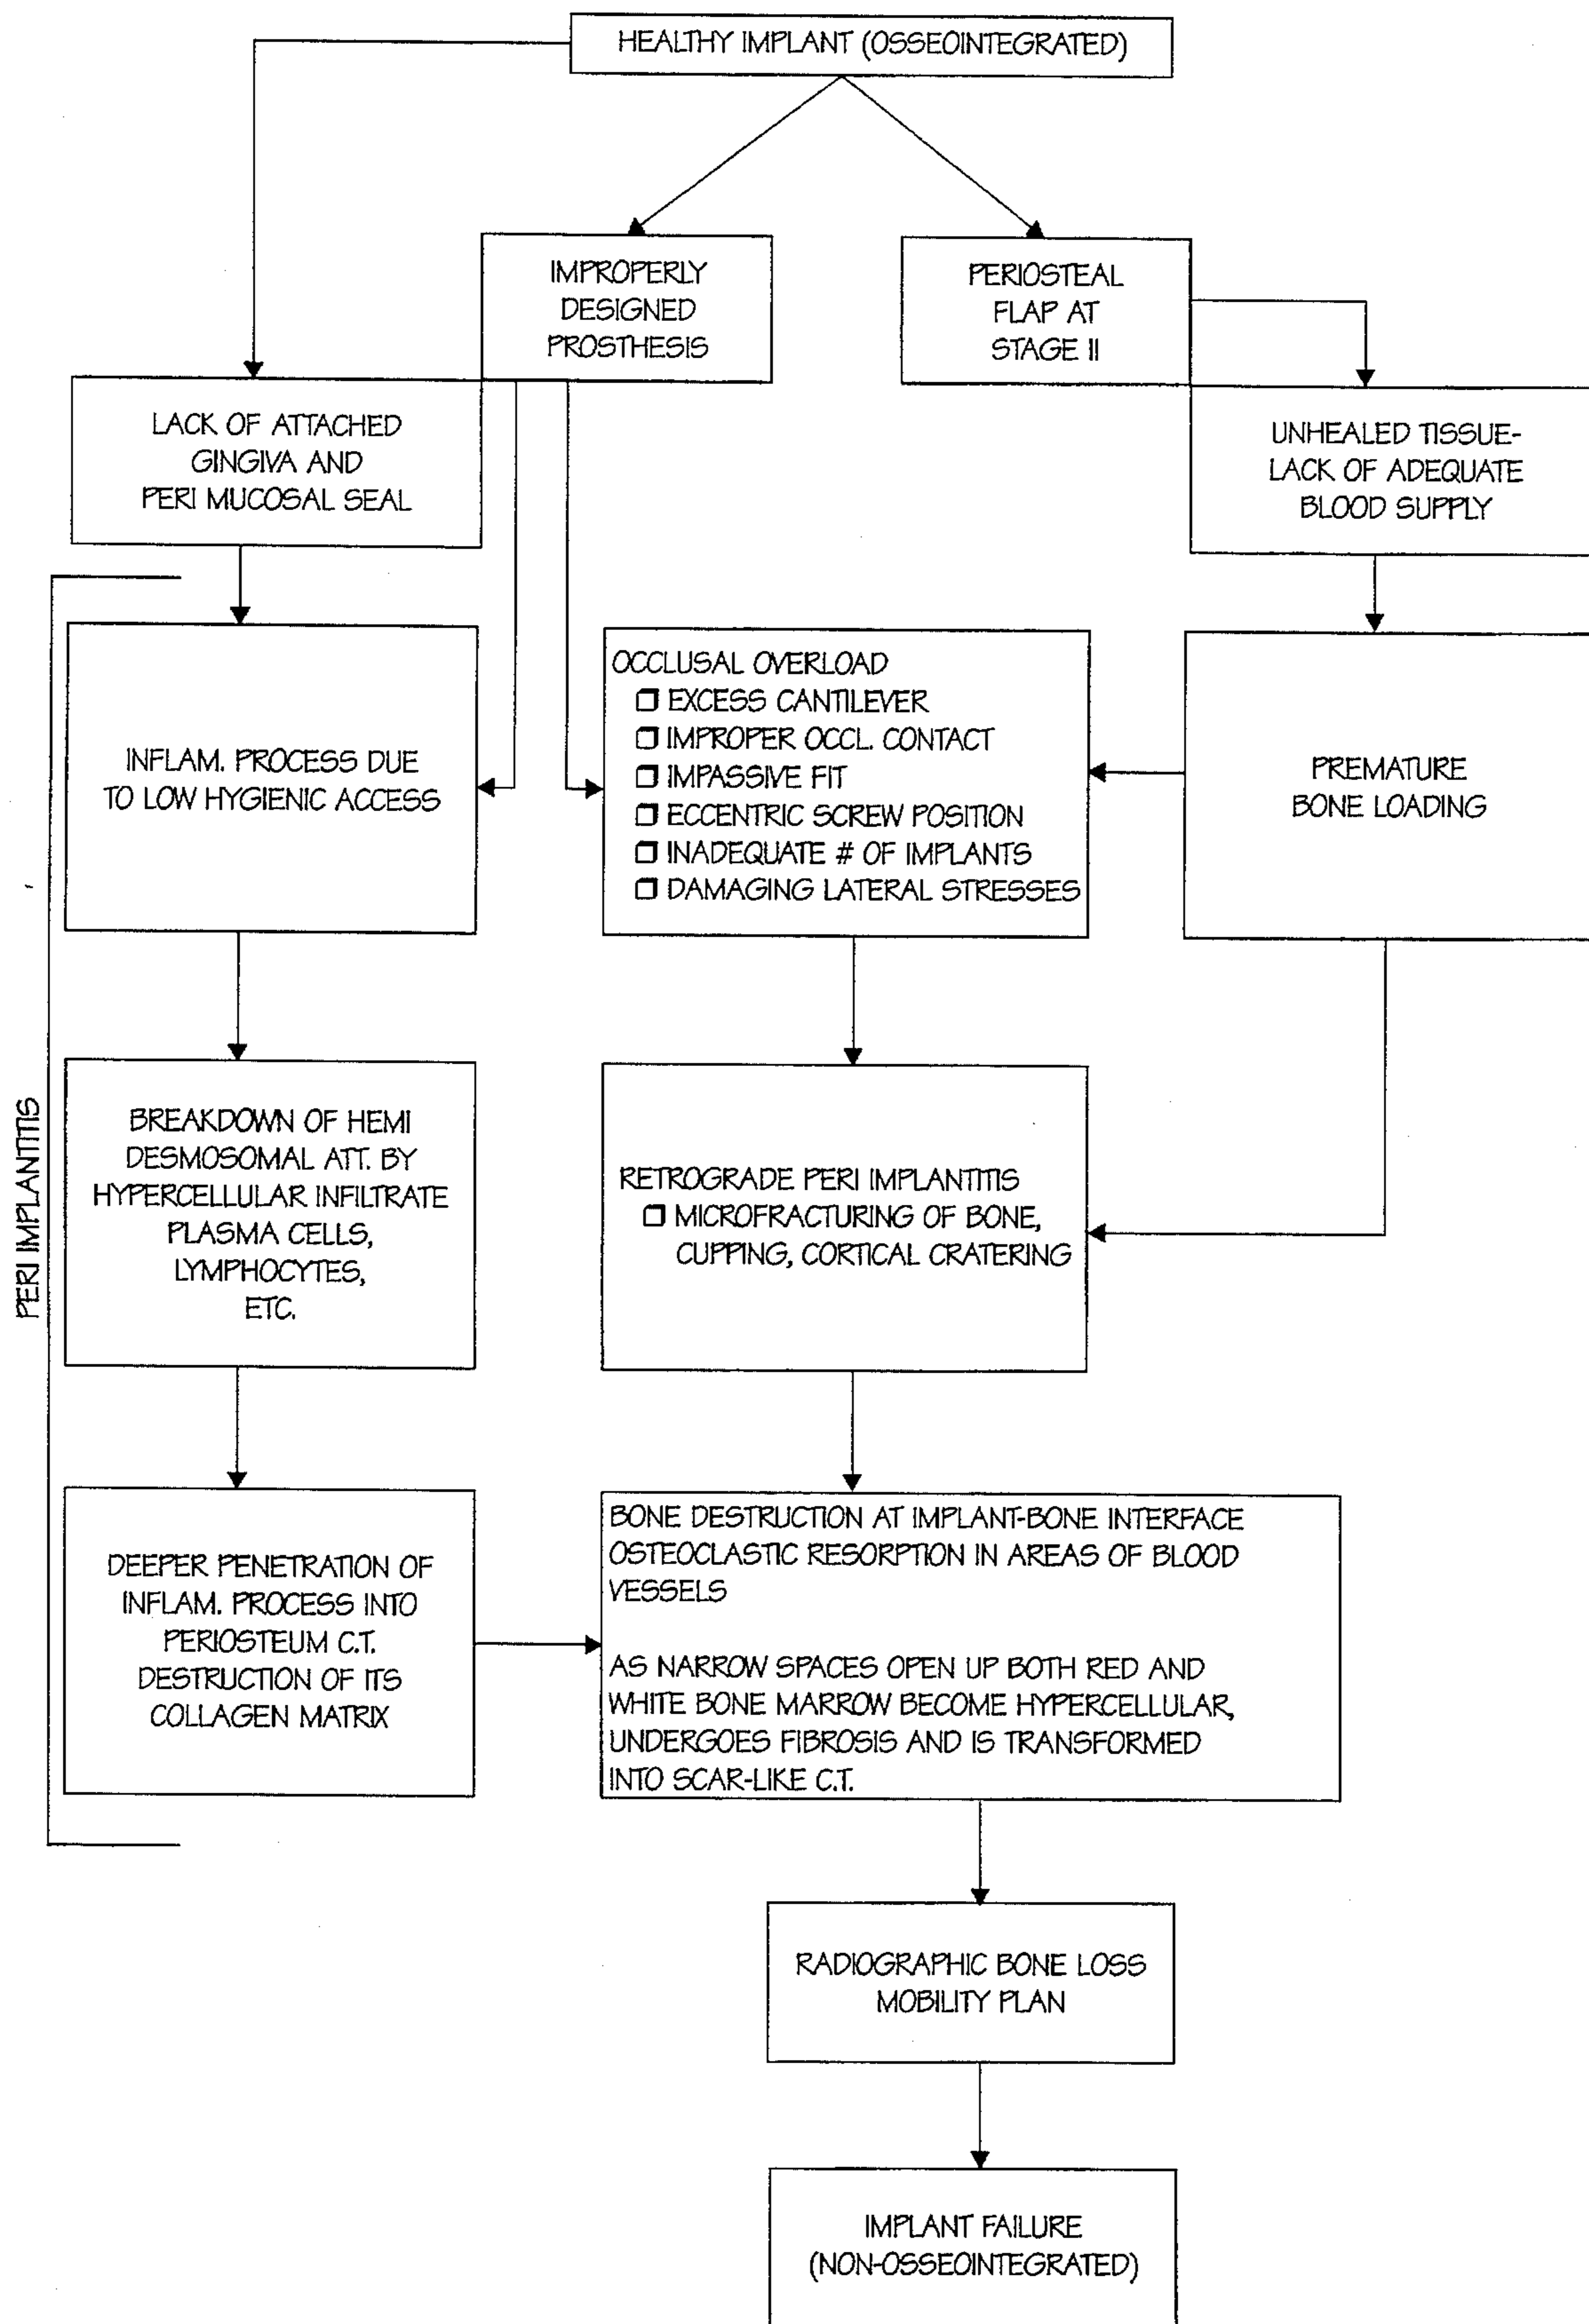 HEALTHY IMPLANT (OSSEOINTEGRATED)
IMPROPERLY
DESIGNED
PROSTHESIS
PERIOSTEAL
FLAP AT
STAGE II
LACK OF ATTACHED
GINGIVA AND
PERI MUCOSAL SEAL
UNHEALED TISSUE-
LACK OF ADEQUATE
BLOOD SUPPLY
PERI IMPLANTITIS
INFLAM. PROCESS DUE
TO LOW HYGIENIC ACCESS
OCCLUSAL OVERLOAD
❒ EXCESS CANTILEVER
❒ IMPROPER OCCL. CONTACT
❒ IMPASSIVE FIT
❒ ECCENTRIC SCREW POSITION
❒ INADEQUATE # OF IMPLANTS
❒ DAMAGING LATERAL STRESSES
PREMATURE
BONE LOADING
BREAKDOWN OF HEMI
DESMOSOMAL ATT. BY
HYPERCELLULAR INFILTRATE
PLASMA CELLS,
LYMPHOCYTES,
ETC.
RETROGRADE PERI IMPLANTITIS
❒ MICROFRACTURING OF BONE,
CUPPING, CORTICAL CRATERING
DEEPER PENETRATION OF
INFLAM. PROCESS INTO
PERIOSTEUM C.T.
DESTRUCTION OF ITS
COLLAGEN MATRIX
BONE DESTRUCTION AT IMPLANT-BONE INTERFACE
OSTEOCLASTIC RESORPTION IN AREAS OF BLOOD
VESSELS
AS NARROW SPACES OPEN UP BOTH RED AND
WHITE BONE MARROW BECOME HYPERCELLULAR,
UNDERGOES FIBROSIS AND IS TRANSFORMED
INTO SCAR-LIKE C.T.
RADIOGRAPHIC BONE LOSS
MOBILITY PLAN
IMPLANT FAILURE
(NON-OSSEOINTEGRATED)